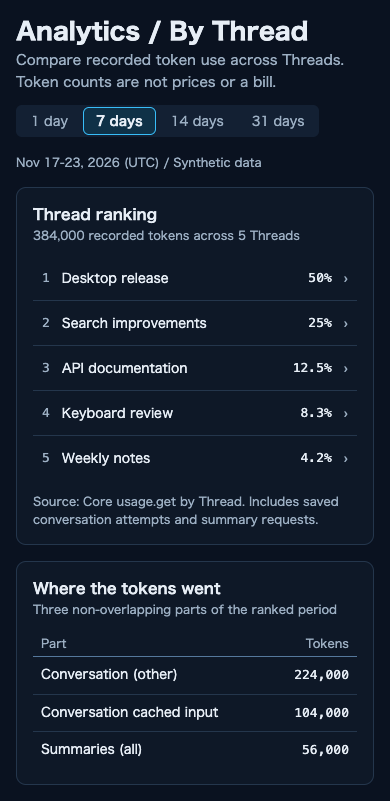 Analytics / By Thread
Compare recorded token use across Threads.
Token counts are not prices or a bill.
1 day 7 days 14 days 31 days
Nov 17-23, 2026 (UTC) / Synthetic data
Thread ranking
384,000 recorded tokens across 5 Threads
1 Desktop release 50% ›
2 Search improvements 25% ›
3 API documentation 12.5% ›
4 Keyboard review 8.3% ›
5 Weekly notes 4.2% ›
Source: Core usage.get by Thread. Includes saved
conversation attempts and summary requests.
Where the tokens went
Three non-overlapping parts of the ranked period
Part Tokens
Conversation (other) 224,000
Conversation cached input 104,000
Summaries (all) 56,000